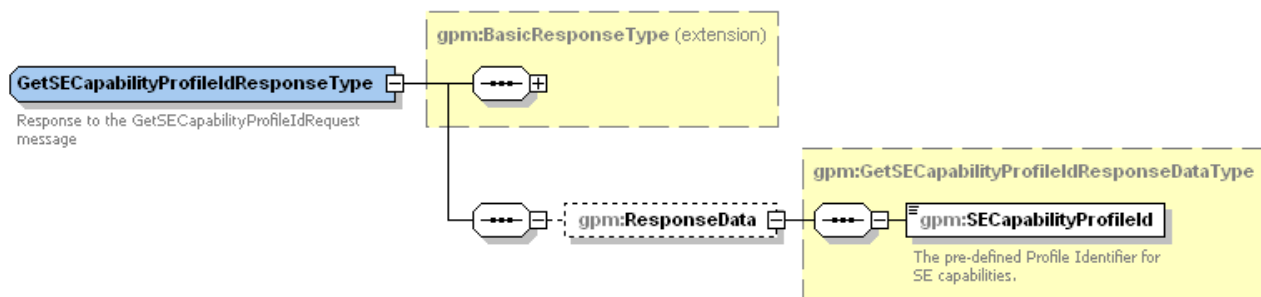 gpm:BasicResponseType (extension)
GetSECapabilityProfileIdResponseType
Response to the GetSECapabilityProfileIdRequest
message
gpm:GetSECapabilityProfileIdResponseDataType
gpm:ResponseData
gpm:SECapabilityProfileId
The pre-defined Profile Identifier for
SE capabilities.